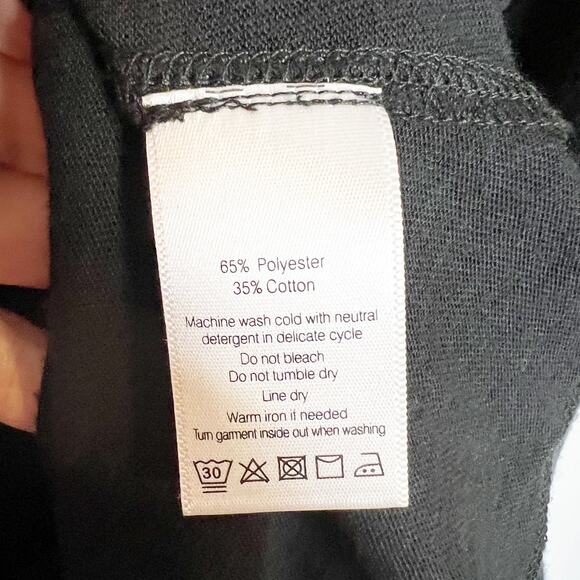 65% Polyester
35% Cotton
Machine wash cold with neutral
detergent in delicate cycle
Do not bleach
Do not tumble dry
Line dry
Warm iron if needed
Turn garment inside out when washing
30